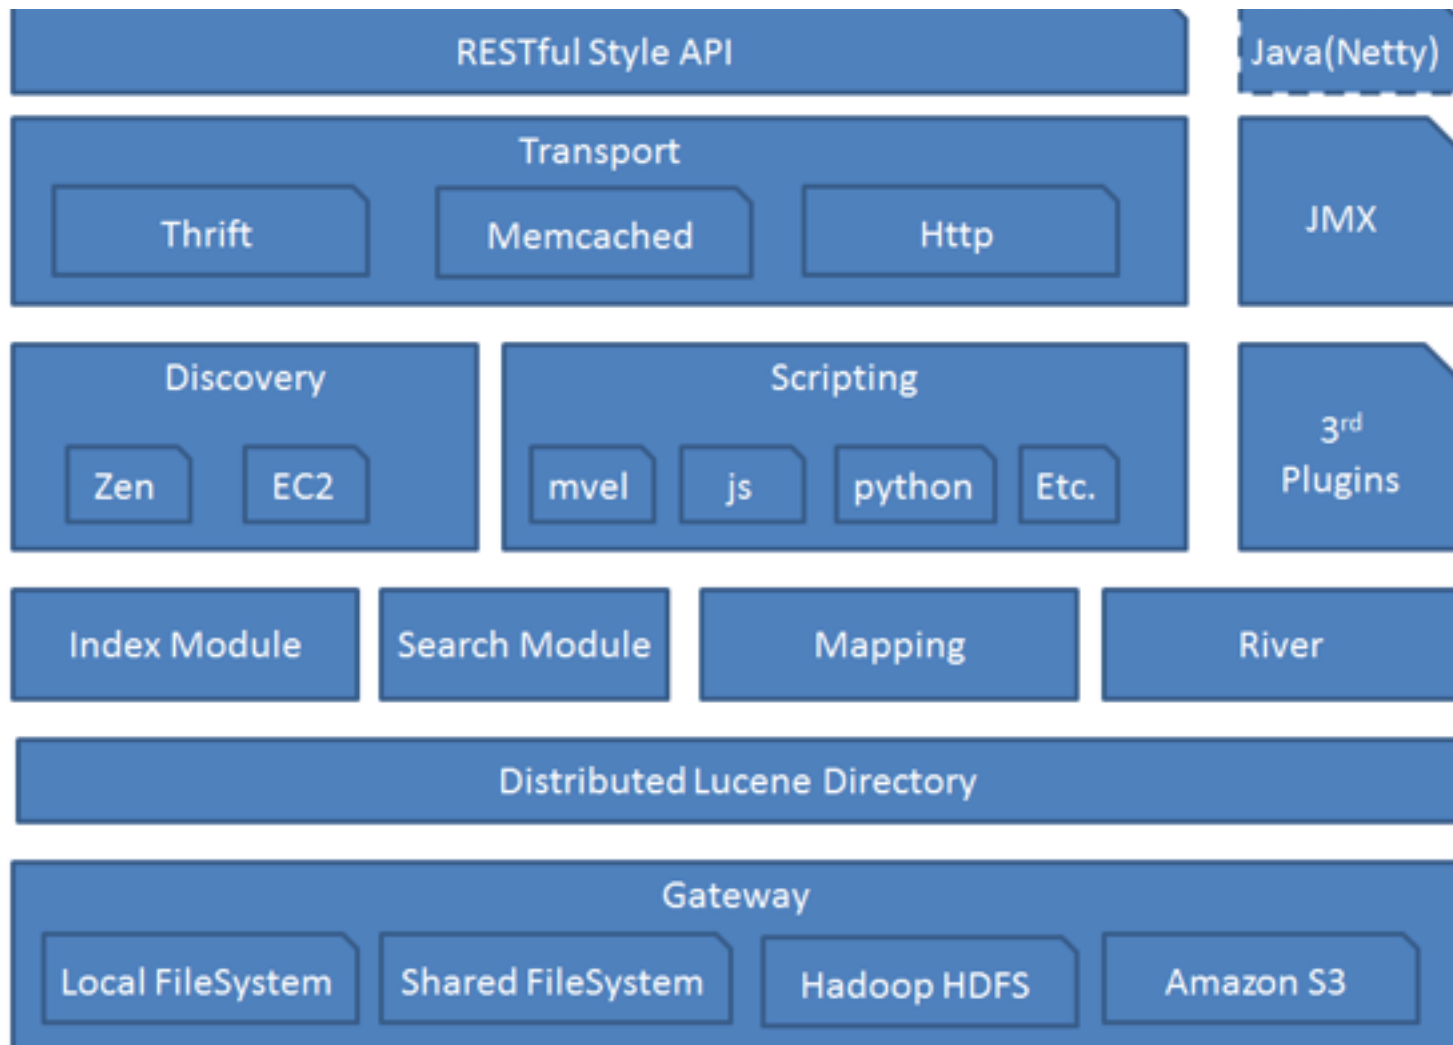 RESTful Style API
Java(Netty)
Transport
Thrift
Memcached
Http
JMX
Discovery
Zen
EC2
Scripting
mvel
js
python
Etc.
3rd
Plugins
Index Module
Search Module
Mapping
River
Distributed Lucene Directory
Gateway
Local FileSystem
Shared FileSystem
Hadoop HDFS
Amazon S3